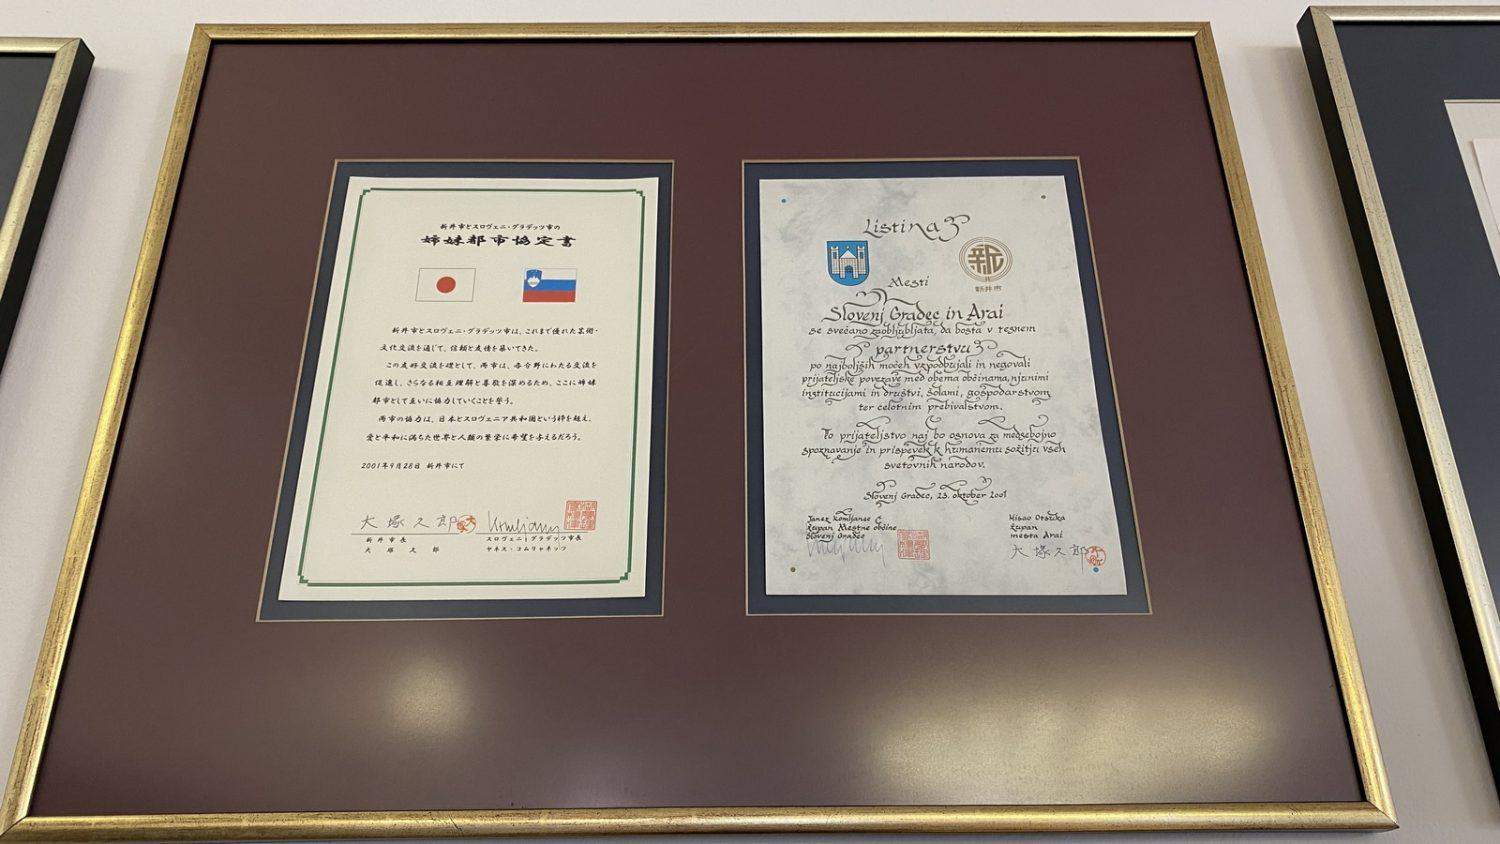 新井市とスロヴェニ・グラデッツ市の
姉妹都市協定書
新井市とスロヴェニ・グラデッツ市は、これまで優れた芸術・
文化交流を通じて、信頼と友情を築いてきた。
この友好交流を礎として、両市は、各分野にわたる交流を
促進し、さらなる相互理解と尊敬を深めるため、ここに姉妹
都市として互いに協力していくことを誓う。
両市の協力は、日本とスロヴェニア共和国という枠を越え、
愛と平和に満ちた世界と人類の繁栄に希望を与えるだろう。
2001年9月28日 新井市にて
大塚久郎
新井市長
大塚久郎
スロヴェニ・グラデッツ市長
ヤネス・コムリャネッツ
Listina
新井市
Mesti
Slovenj Gradec in Arai
se svečano zaobljubljata, da bosta v tesnem
partnerstvu
po najboljših močeh vzpodbujali in negovali
prijateljske povezave med obema občinama, njunimi
institucijami in društvi, šolami, gospodarstvom
ter celotnim prebivalstvom.
To prijateljstvo naj bo osnova za medsebojno
spoznavanje in prispevek k humanemu sožitju vseh
svetovnih narodov.
Slovenj Gradec, 23. oktober 2001
Janez Komljanec
župan Mestne občine
Slovenj Gradec
Hisao Otsuka
župan
mesta Arai
大塚久郎